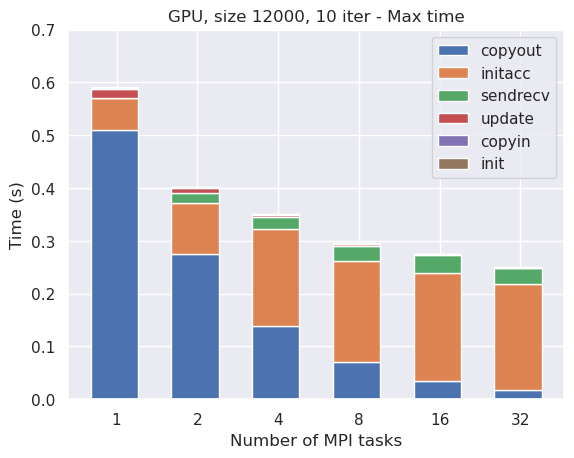 GPU, size 12000, 10 iter - Max time
0.7
0.6
0.5
0.4
0.3
0.2
0.1
0.0
Time (s)
copyout
initacc
sendrecv
update
copyin
init
1 2 4 8 16 32
Number of MPI tasks